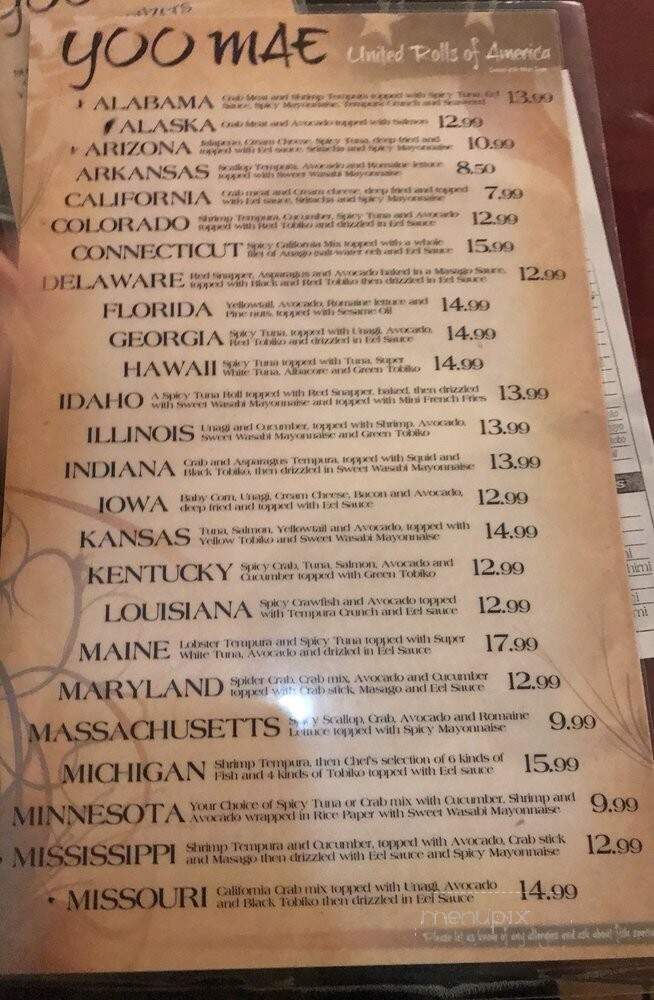 YOO MAE United Rolls of America
ALABAMA Crab Meat and Shrimp Tempura topped with Spicy Tuna, Eel 13.99
Sauce, Spicy Mayonnaise, Tempura Crunch and Seaweed
ALASKA Crab Meat and Avocado topped with Salmon 12.99
ARIZONA Jalapeno, Cream Cheese, Spicy Tuna, deep fried and 10.99
topped with Eel sauce, Sriracha and Spicy Mayonnaise
ARKANSAS Scallop Tempura, Avocado and Romaine lettuce 8.50
topped with Sweet Wasabi Mayonnaise
CALIFORNIA Crab meat and Cream cheese, deep fried and topped 7.99
with Eel sauce, Sriracha and Spicy Mayonnaise
COLORADO Shrimp Tempura, Cucumber, Spicy Tuna and Avocado 12.99
topped with Red Tobiko and drizzled in Eel Sauce
CONNECTICUT Spicy California Mix topped with a whole 15.99
filet of Anago (salt water eel) and Eel Sauce
DELAWARE Red Snapper, Asparagus and Avocado baked in a Masago Sauce, 12.99
topped with Black and Red Tobiko then drizzled in Eel Sauce
FLORIDA Yellowtail, Avocado, Romaine lettuce and 14.99
Pine nuts, topped with Sesame Oil
GEORGIA Spicy Tuna, topped with Unagi, Avocado, 14.99
Red Tobiko and drizzled in Eel Sauce
HAWAII Spicy Tuna topped with Tuna, Super 14.99
White Tuna, Albacore and Green Tobiko
IDAHO A Spicy Tuna Roll topped with Red Snapper, baked, then drizzled 13.99
with Sweet Wasabi Mayonnaise and topped with Mini French Fries
ILLINOIS Unagi and Cucumber, topped with Shrimp, Avocado, 13.99
Sweet Wasabi Mayonnaise and Green Tobiko
INDIANA Crab and Asparagus Tempura, topped with Squid and 13.99
Black Tobiko, then drizzled in Sweet Wasabi Mayonnaise
IOWA Baby Corn, Unagi, Cream Cheese, Bacon and Avocado, 12.99
deep fried and topped with Eel Sauce
KANSAS Tuna, Salmon, Yellowtail and Avocado, topped with 14.99
Yellow Tobiko and Sweet Wasabi Mayonnaise
KENTUCKY Spicy Crab, Tuna, Salmon, Avocado and 12.99
Cucumber topped with Green Tobiko
LOUISIANA Spicy Crawfish and Avocado topped 12.99
with Tempura Crunch and Eel sauce
MAINE Lobster Tempura and Spicy Tuna topped with Super 17.99
White Tuna, Avocado and drizled in Eel Sauce
MARYLAND Spider Crab, Crab mix, Avocado and Cucumber 12.99
topped with Crab stick, Masago and Eel Sauce
MASSACHUSETTS Spicy Scallop, Crab, Avocado and Romaine 9.99
Lettuce topped with Spicy Mayonnaise
MICHIGAN Shrimp Tempura, then Chef's selection of 6 kinds of 15.99
Fish and 4 kinds of Tobiko topped with Eel sauce
MINNESOTA Your Choice of Spicy Tuna or Crab mix with Cucumber, Shrimp and 9.99
Avocado wrapped in Rice Paper with Sweet Wasabi Mayonnaise
MISSISSIPPI Shrimp Tempura and Cucumber, topped with Avocado, Crab stick 12.99
and Masago then drizzled with Eel sauce and Spicy Mayonnaise
MISSOURI California Crab mix topped with Unagi, Avocado 14.99
and Black Tobiko then drizzled in Eel Sauce
menupix
Please let us know of any allergies and ask about fish